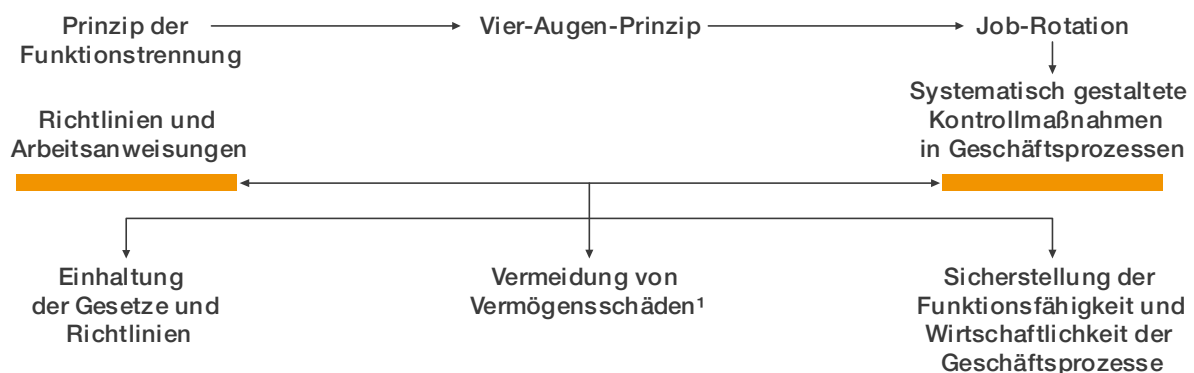 Prinzip der
Funktionstrennung
Vier-Augen-Prinzip
Job-Rotation
Richtlinien und
Arbeitsanweisungen
Systematisch gestaltete
Kontrollmaßnahmen
in Geschäftsprozessen
Einhaltung
der Gesetze und
Richtlinien
Vermeidung von
Vermögensschäden¹
Sicherstellung der
Funktionsfähigkeit und
Wirtschaftlichkeit der
Geschäftsprozesse